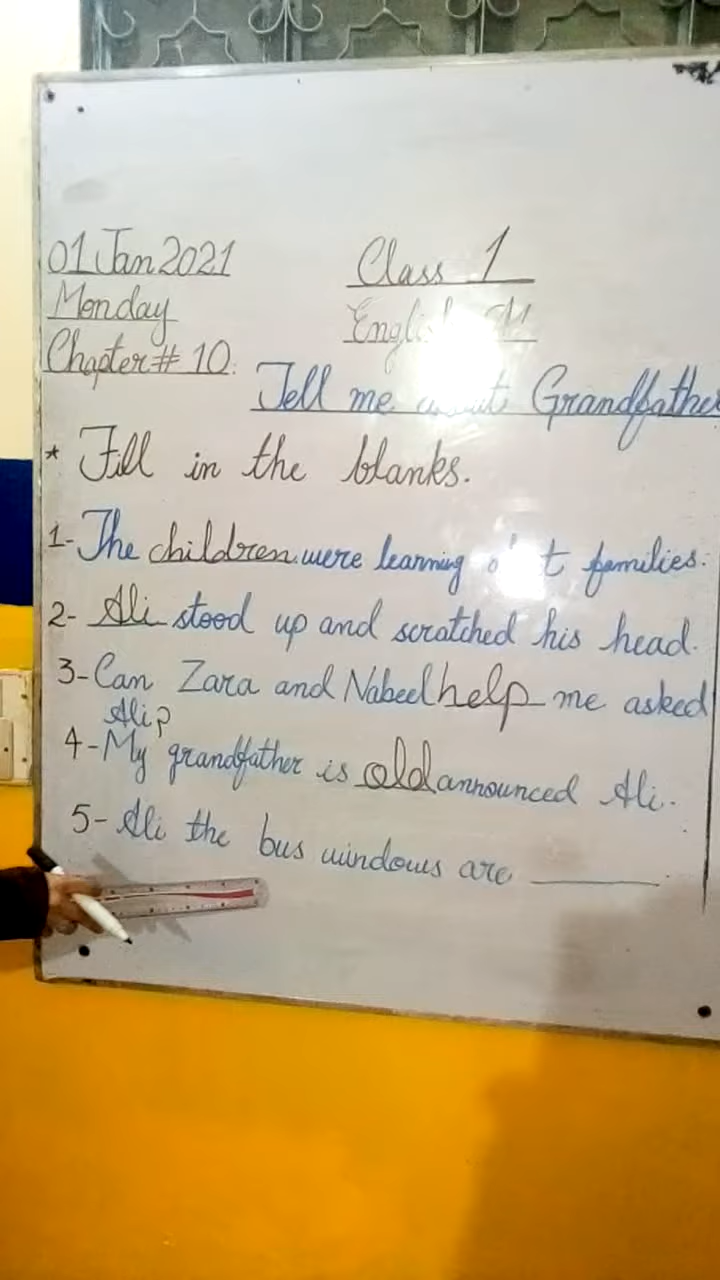 01 Jan 2021
Class 1
Monday
Chapter # 10.
Tell me Grandfather
* Fill in the blanks.
1- The children were learning families.
2- Ali stood up and scratched his head.
3- Can Zara and Nabeel help me asked
Ali?
4- My grandfather is old announced Ali.
5- Ali the bus windows are ______